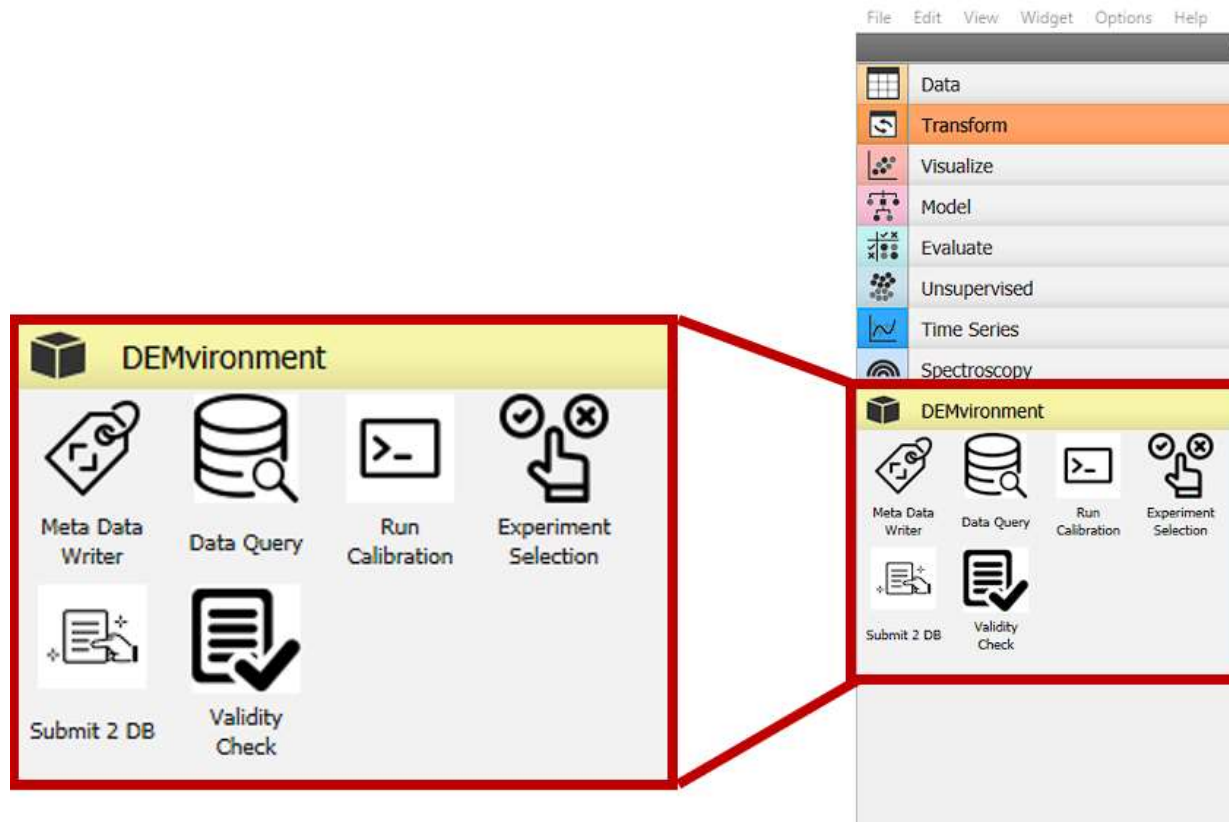 File Edit View Widget Options Help
Data
Transform
Visualize
Model
Evaluate
Unsupervised
Time Series
Spectroscopy
DEMvironment
Meta Data
Writer
Data Query
Run
Calibration
Experiment
Selection
Submit 2 DB
Validity
Check
DEMvironment
Meta Data
Writer
Data Query
Run
Calibration
Experiment
Selection
Submit 2 DB
Validity
Check